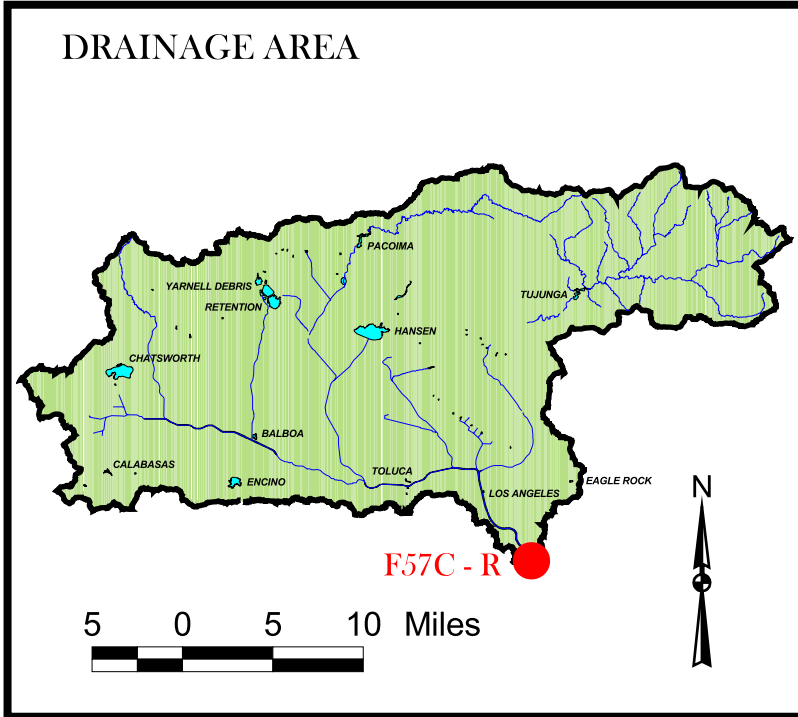 DRAINAGE AREA
PACOIMA
YARNELL DEBRIS
TUJUNGA
RETENTION
HANSEN
CHATSWORTH
BALBOA
CALABASAS
TOLUCA
ENCINO
EAGLE ROCK
LOS ANGELES
N
F57C - R
5 0 5 10 Miles